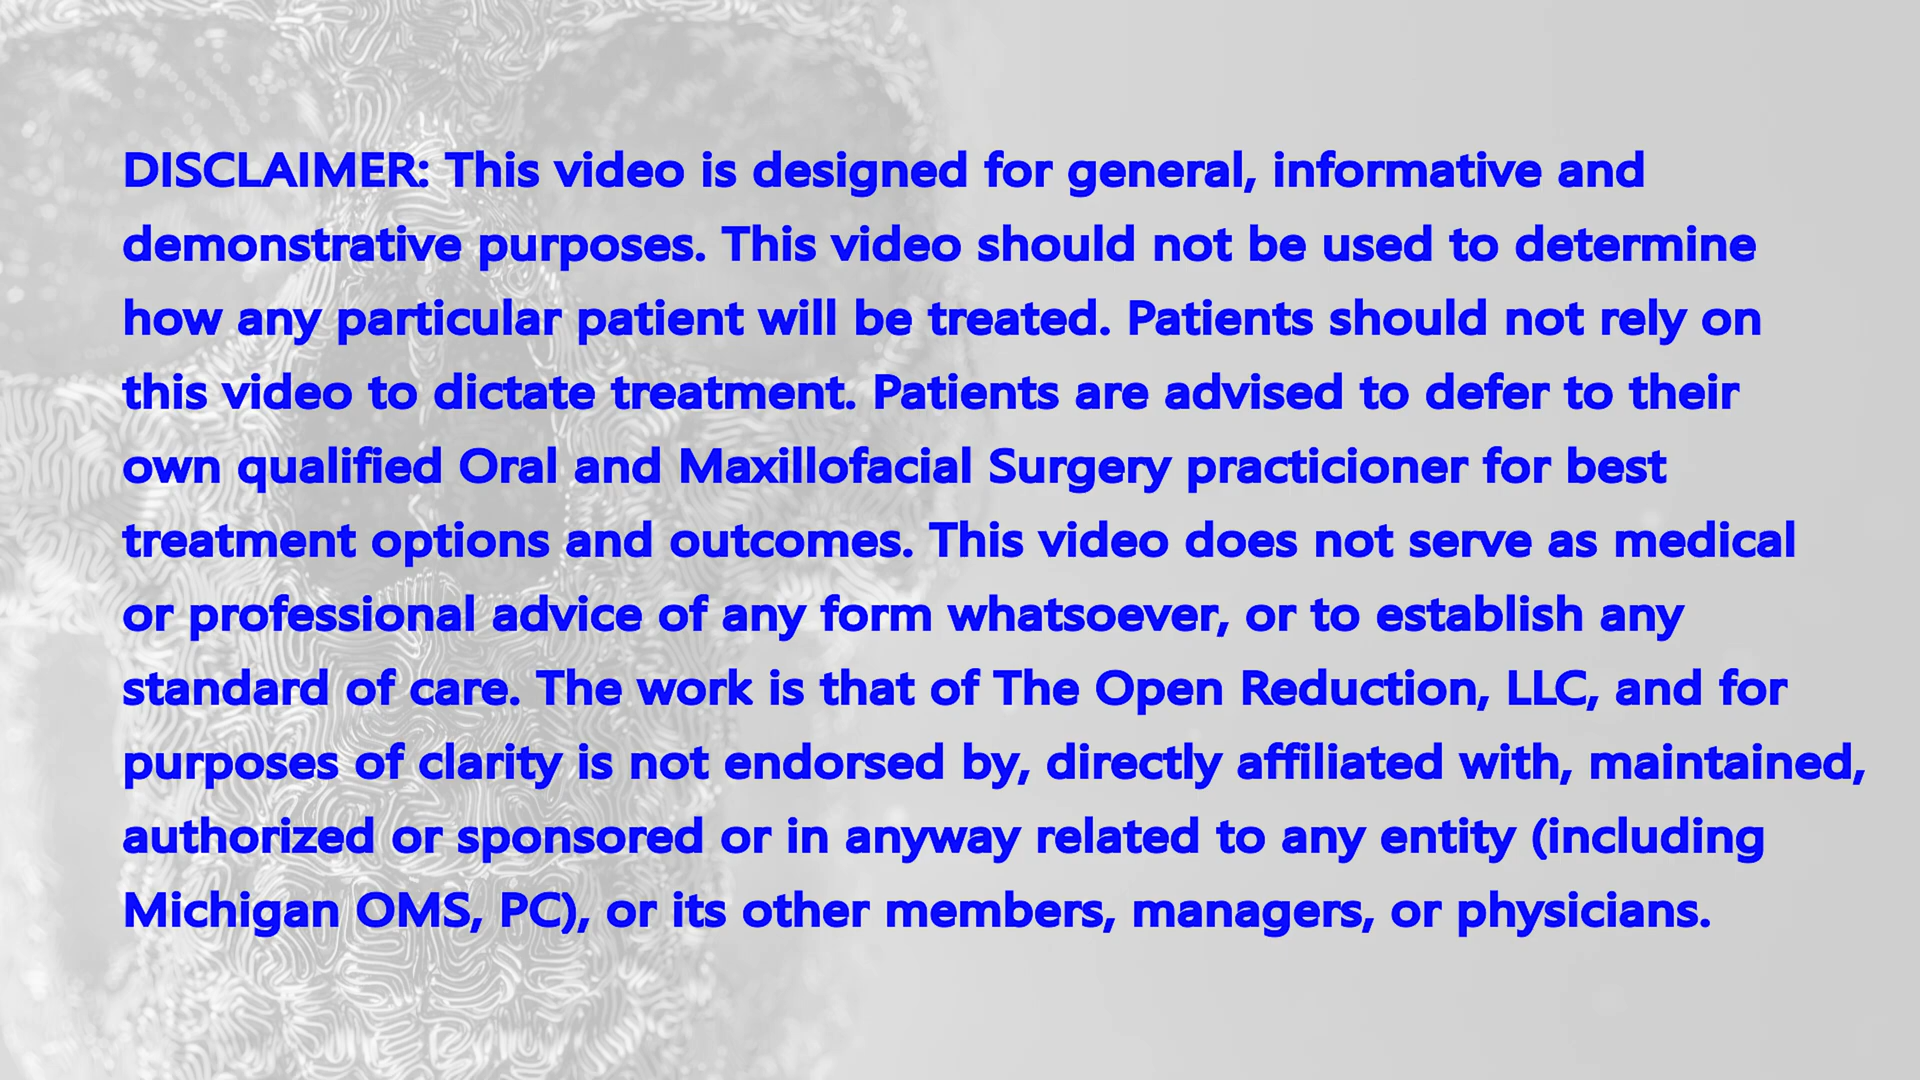 DISCLAIMER: This video is designed for general, informative and
demonstrative purposes. This video should not be used to determine
how any particular patient will be treated. Patients should not rely on
this video to dictate treatment. Patients are advised to defer to their
own qualified Oral and Maxillofacial Surgery practicioner for best
treatment options and outcomes. This video does not serve as medical
or professional advice of any form whatsoever, or to establish any
standard of care. The work is that of The Open Reduction, LLC, and for
purposes of clarity is not endorsed by, directly affiliated with, maintained,
authorized or sponsored or in anyway related to any entity (including
Michigan OMS, PC), or its other members, managers, or physicians.